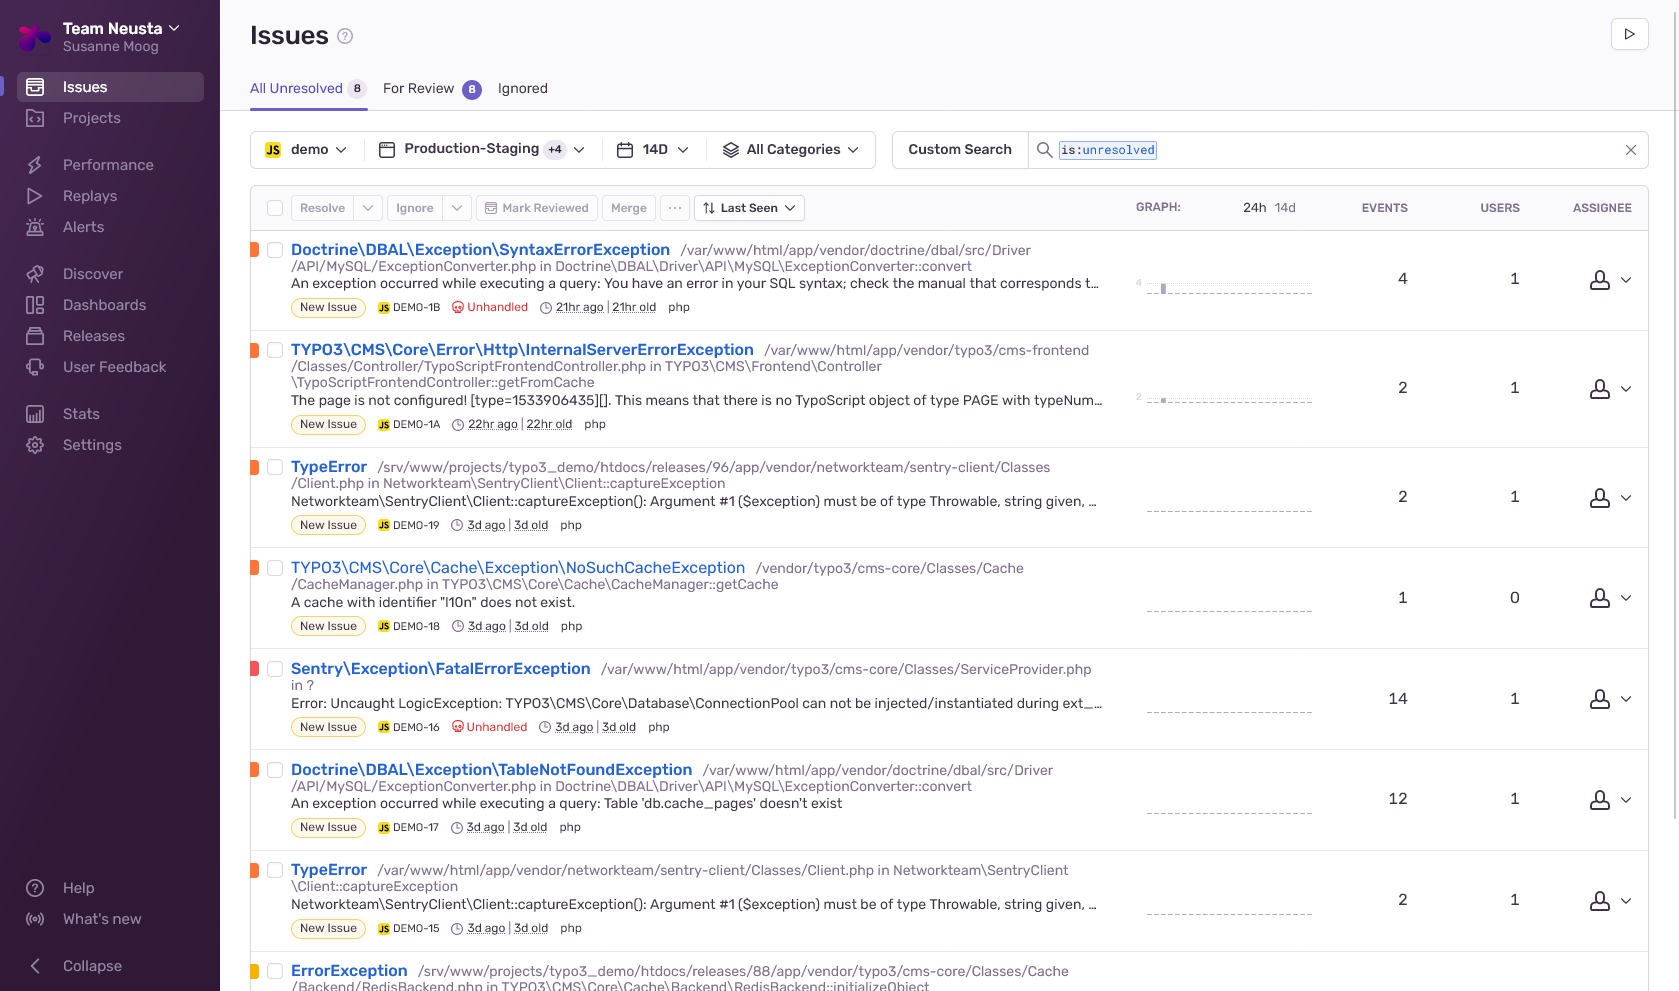 Team Neusta
Susanne Moog
Issues
Projects
Performance
Replays
Alerts
Discover
Dashboards
Releases
User Feedback
Stats
Settings
Help
What's new
Collapse
Issues ?
All Unresolved 8 For Review 8 Ignored
JS demo Production-Staging +4 14D All Categories Custom Search is:unresolved
Resolve Ignore Mark Reviewed Merge ... Last Seen GRAPH: 24h 14d EVENTS USERS ASSIGNEE
Doctrine\DBAL\Exception\SyntaxErrorException /var/www/html/app/vendor/doctrine/dbal/src/Driver
/API/MySQL/ExceptionConverter.php in Doctrine\DBAL\Driver\API\MySQL\ExceptionConverter::convert
An exception occurred while executing a query: You have an error in your SQL syntax; check the manual that corresponds t... 4 4 1
New Issue JS DEMO-1B Unhandled 21hr ago | 21hr old php
TYPO3\CMS\Core\Error\Http\InternalServerErrorException /var/www/html/app/vendor/typo3/cms-frontend
/Classes/Controller/TypoScriptFrontendController.php in TYPO3\CMS\Frontend\Controller
\TypoScriptFrontendController::getFromCache
The page is not configured! [type=1533906435][]. This means that there is no TypoScript object of type PAGE with typeNum... 2 2 1
New Issue JS DEMO-1A 22hr ago | 22hr old php
TypeError /srv/www/projects/typo3_demo/htdocs/releases/96/app/vendor/networkteam/sentry-client/Classes
/Client.php in Networkteam\SentryClient\Client::captureException
Networkteam\SentryClient\Client::captureException(): Argument #1 ($exception) must be of type Throwable, string given, ... 2 1
New Issue JS DEMO-19 3d ago | 3d old php
TYPO3\CMS\Core\Cache\Exception\NoSuchCacheException /vendor/typo3/cms-core/Classes/Cache
/CacheManager.php in TYPO3\CMS\Core\Cache\CacheManager::getCache
A cache with identifier "l10n" does not exist. 1 0
New Issue JS DEMO-18 3d ago | 3d old php
Sentry\Exception\FatalErrorException /var/www/html/app/vendor/typo3/cms-core/Classes/ServiceProvider.php
in ?
Error: Uncaught LogicException: TYPO3\CMS\Core\Database\ConnectionPool can not be injected/instantiated during ext_... 14 1
New Issue JS DEMO-16 Unhandled 3d ago | 3d old php
Doctrine\DBAL\Exception\TableNotFoundException /var/www/html/app/vendor/doctrine/dbal/src/Driver
/API/MySQL/ExceptionConverter.php in Doctrine\DBAL\Driver\API\MySQL\ExceptionConverter::convert
An exception occurred while executing a query: Table 'db.cache_pages' doesn't exist 12 1
New Issue JS DEMO-17 3d ago | 3d old php
TypeError /var/www/html/app/vendor/networkteam/sentry-client/Classes/Client.php in Networkteam\SentryClient
\Client::captureException
Networkteam\SentryClient\Client::captureException(): Argument #1 ($exception) must be of type Throwable, string given, ... 2 1
New Issue JS DEMO-15 3d ago | 3d old php
ErrorException /srv/www/projects/typo3_demo/htdocs/releases/88/app/vendor/typo3/cms-core/Classes/Cache
/Backend/RedisBackend.php in TYPO3\CMS\Core\Cache\Backend\RedisBackend::initializeObject